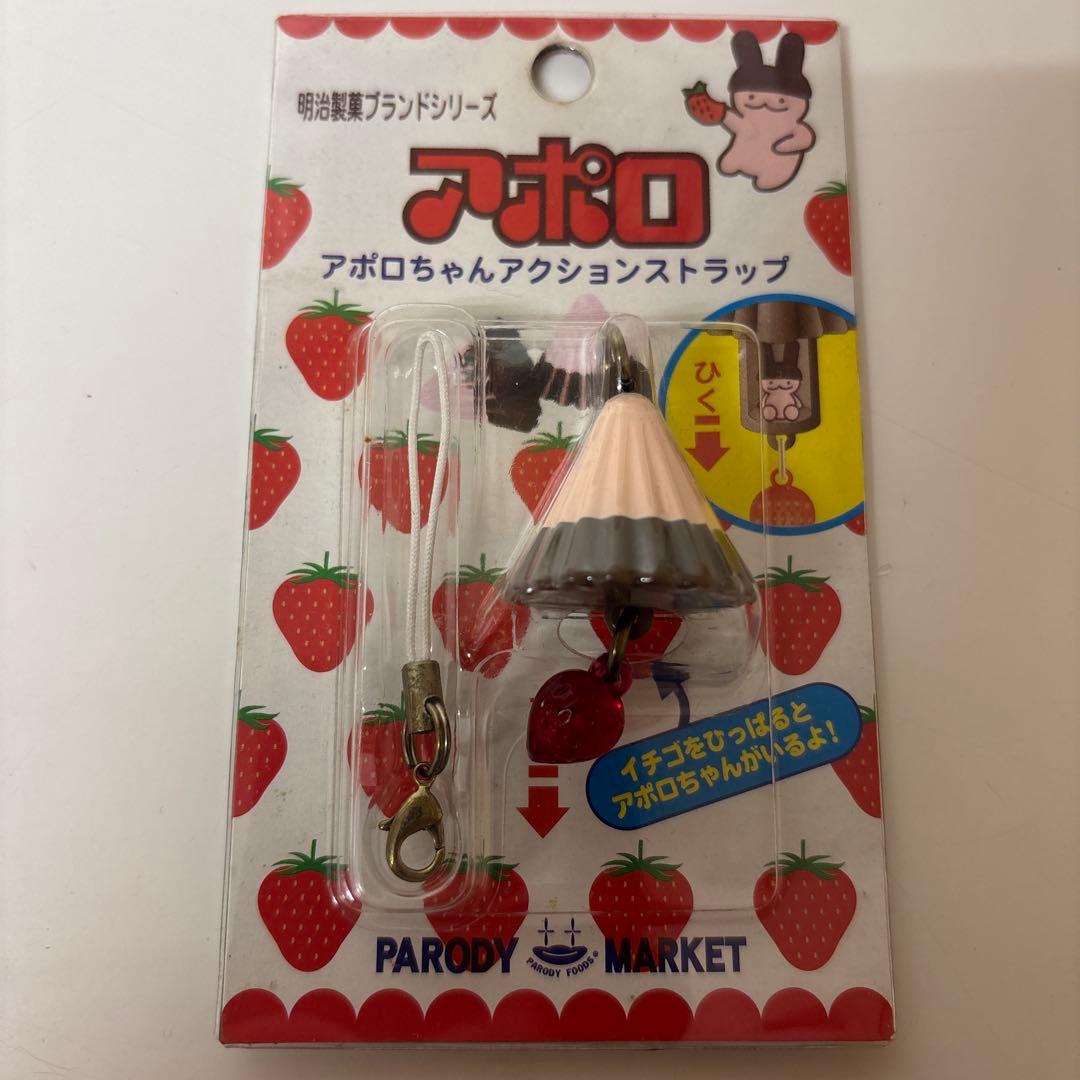 明治製菓ブランドシリーズ
アポロ
アポロちゃんアクションストラップ
ひく
イチゴをひっぱると
アポロちゃんがいるよ!
PARODY MARKET
PARODY FOODS®